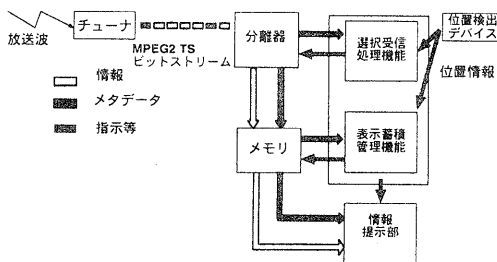 放送波
チューナ
MPEG2 TS
ビットストリーム
分離器
選択受信
処理機能
位置検出
デバイス
位置情報
情報
メタデータ
指示等
メモリ
表示蓄積
管理機能
情報
提示部